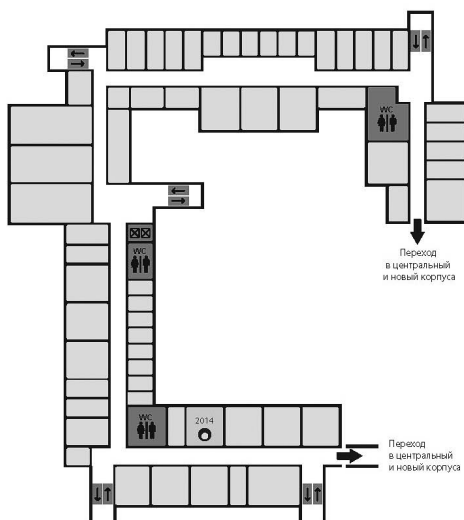 WC
Переход
в центральный
и новый корпуса
WC
WC
2014
Переход
в центральный
и новый корпуса